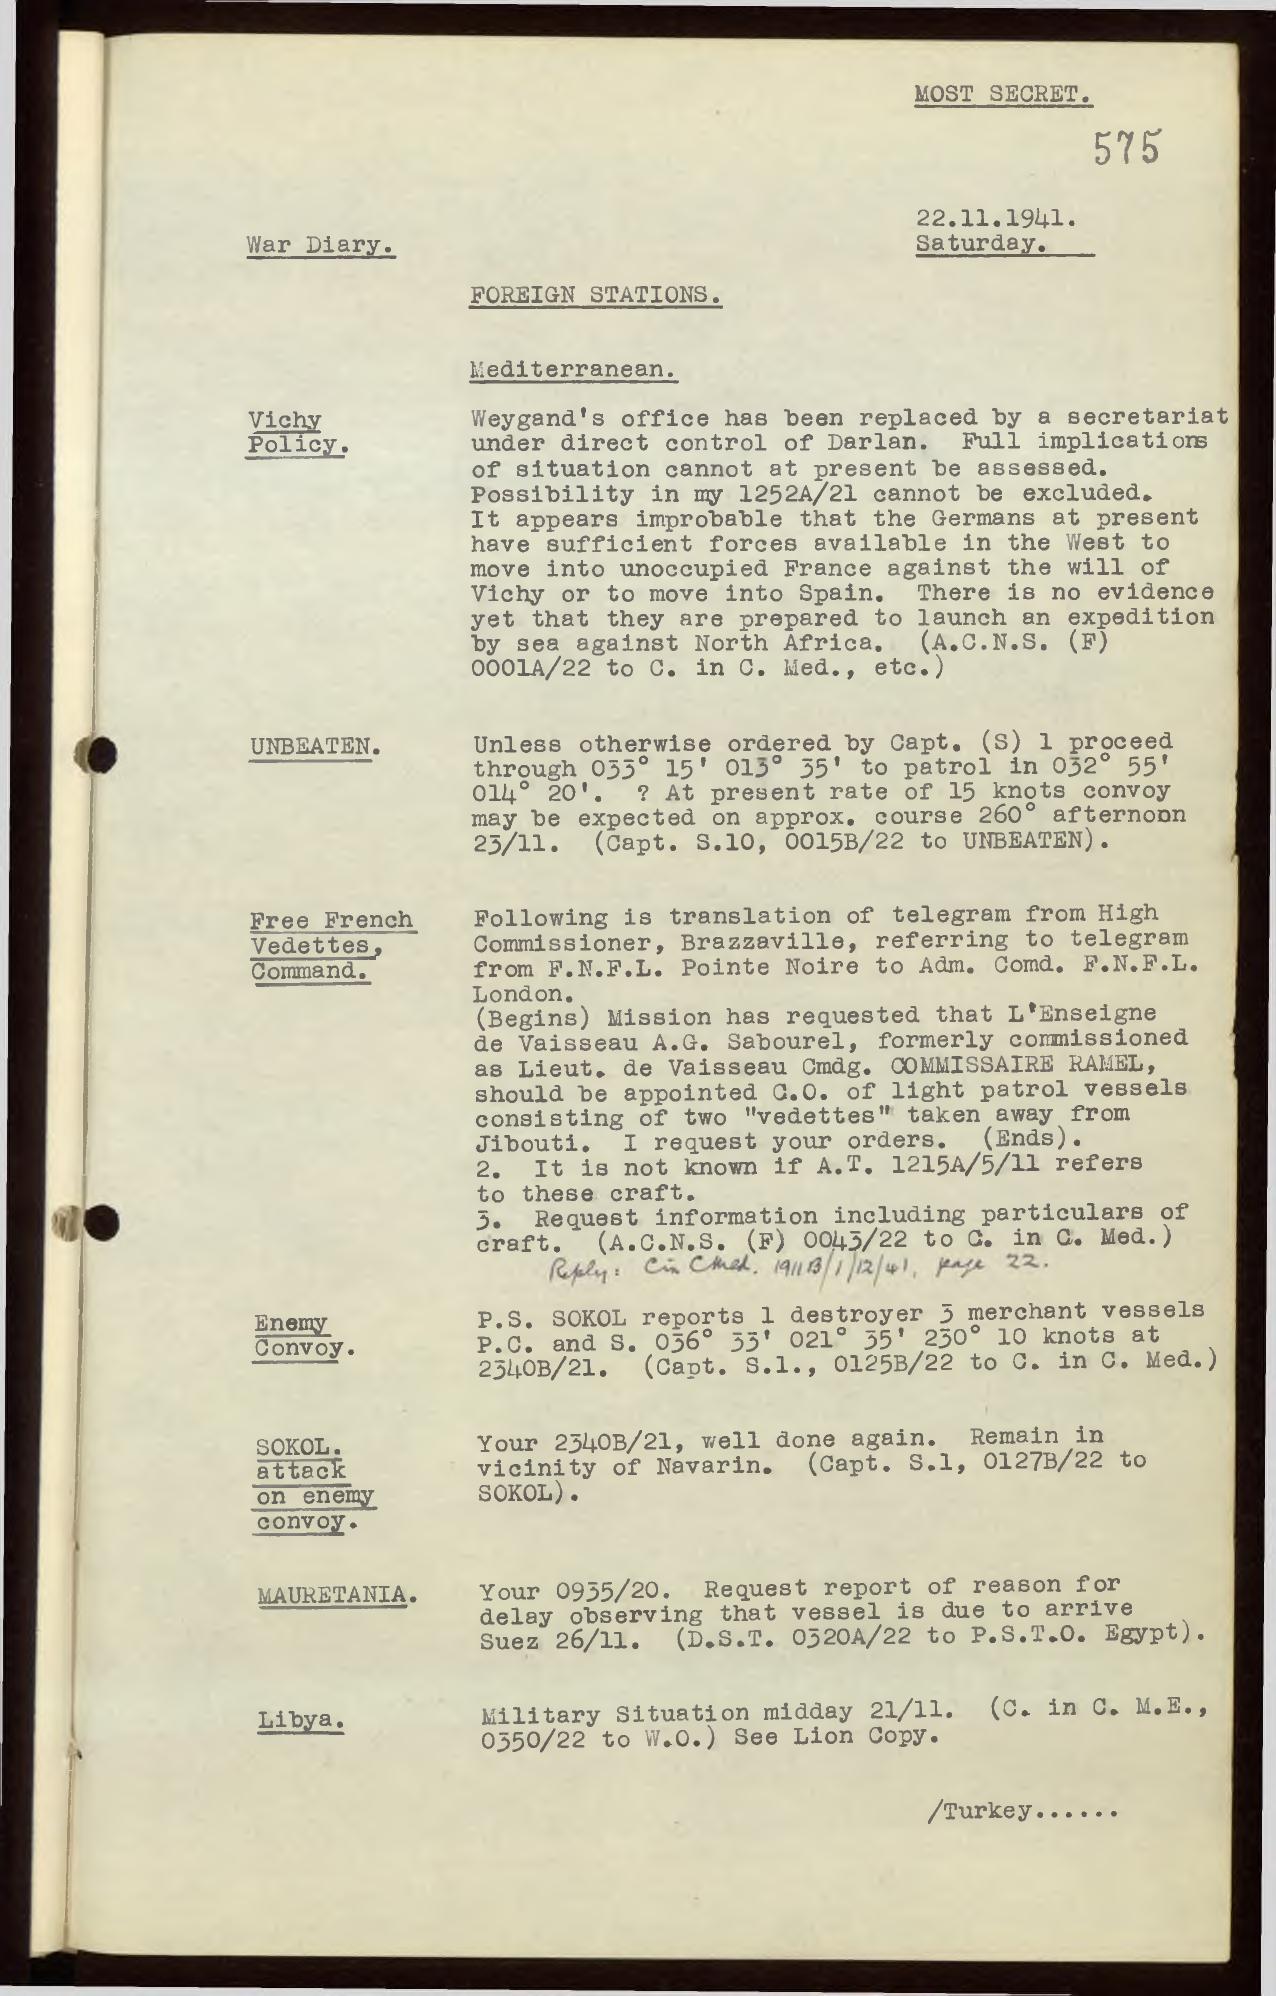 MOST SECRET.
575
22.11.1941.
War Diary.
Saturday.
FOREIGN STATIONS.
Mediterranean.
Vichy
Policy.
Weygand's office has been replaced by a secretariat
under direct control of Darlan. Full implications
of situation cannot at present be assessed.
Possibility in my 1252A/21 cannot be excluded.
It appears improbable that the Germans at present
have sufficient forces available in the West to
move into unoccupied France against the will of
Vichy or to move into Spain. There is no evidence
yet that they are prepared to launch an expedition
by sea against North Africa. (A.C.N.S. (F)
0001A/22 to C. in C. Med., etc.)
UNBEATEN.
Unless otherwise ordered by Capt. (S) 1 proceed
through 033° 15' 013° 35' to patrol in 032° 55'
014° 20'. ? At present rate of 15 knots convoy
may be expected on approx. course 260° afternoon
23/11. (Capt. S.10, 0015B/22 to UNBEATEN).
Free French
Vedettes,
Command.
Following is translation of telegram from High
Commissioner, Brazzaville, referring to telegram
from F.N.F.L. Pointe Noire to Adm. Comd. F.N.F.L.
London.
(Begins) Mission has requested that L'Enseigne
de Vaisseau A.G. Sabourel, formerly commissioned
as Lieut. de Vaisseau Cmdg. COMMISSAIRE RAMEL,
should be appointed C.O. of light patrol vessels
consisting of two "vedettes" taken away from
Jibouti. I request your orders. (Ends).
2. It is not known if A.T. 1215A/5/11 refers
to these craft.
3. Request information including particulars of
craft. (A.C.N.S. (F) 0043/22 to C. in C. Med.)
Reply: C in C Med. 1911B/1/12/41, page 22.
Enemy
Convoy.
P.S. SOKOL reports 1 destroyer 3 merchant vessels
P.C. and S. 036° 33' 021° 35' 230° 10 knots at
2340B/21. (Capt. S.1., 0125B/22 to C. in C. Med.)
SOKOL.
attack
on enemy
convoy.
Your 2340B/21, well done again. Remain in
vicinity of Navarin. (Capt. S.1, 0127B/22 to
SOKOL).
MAURETANIA.
Your 0935/20. Request report of reason for
delay observing that vessel is due to arrive
Suez 26/11. (D.S.T. 0320A/22 to P.S.T.O. Egypt).
Libya.
Military Situation midday 21/11. (C. in C. M.E.,
0350/22 to W.O.) See Lion Copy.
/Turkey......